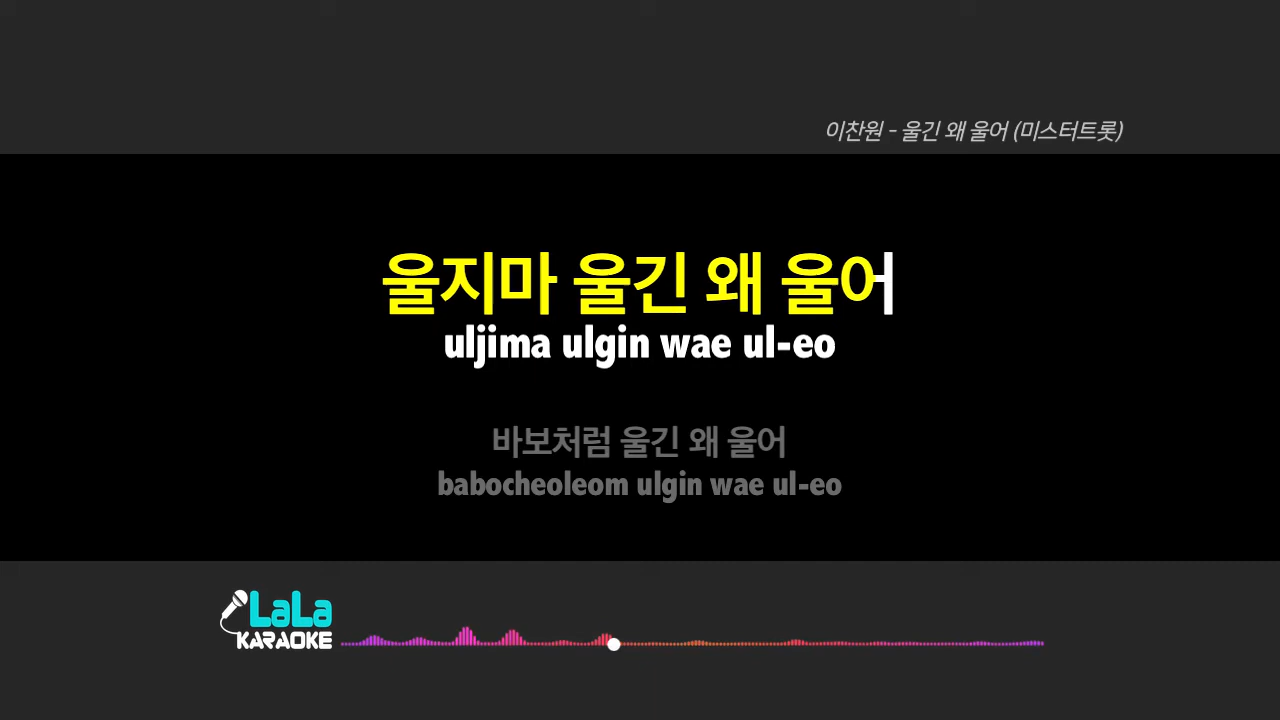 이찬원 - 울긴 왜 울어 (미스터트롯)
울지마 울긴 왜 울어
uljima ulgin wae ul-eo
바보처럼 울긴 왜 울어
babocheoleom ulgin wae ul-eo
LaLa
KARAOKE